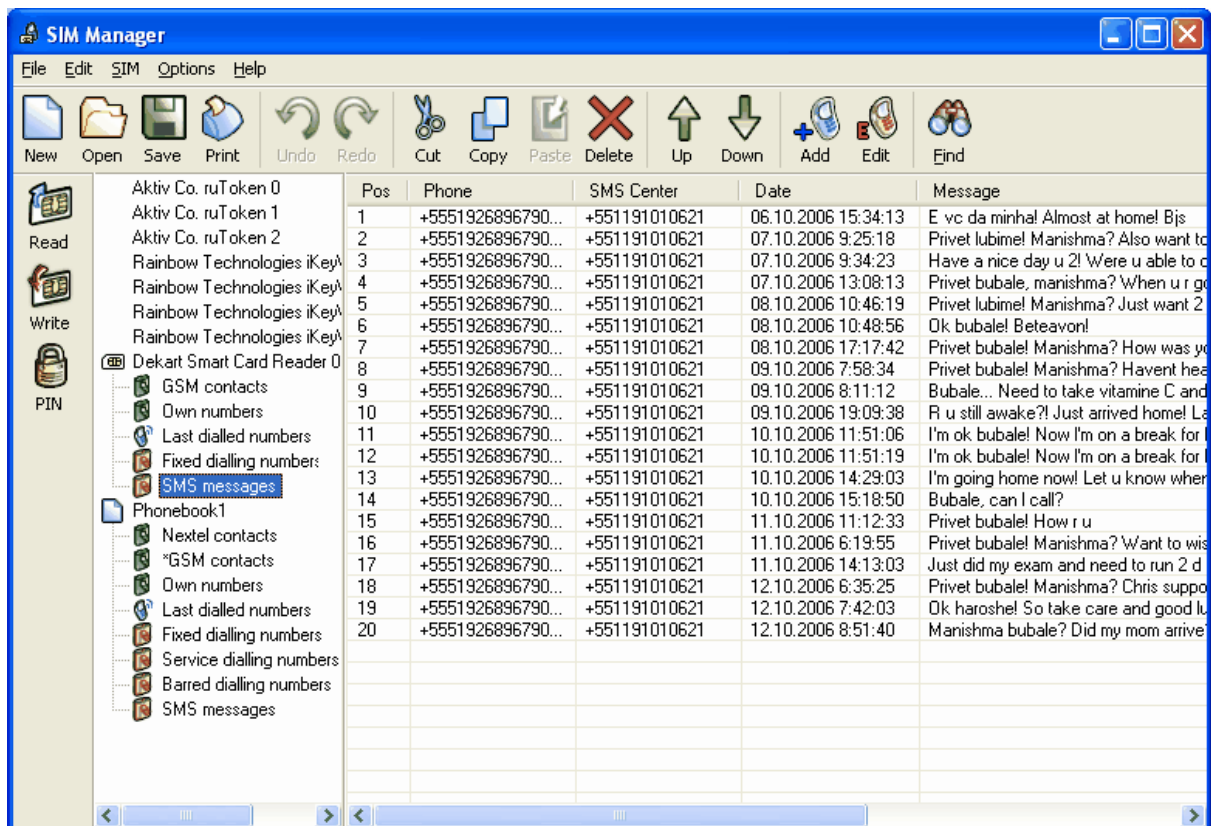 SIM Manager
File Edit SIM Options Help
New Open Save Print Undo Redo Cut Copy Paste Delete Up Down Add Edit Find
Read
Write
PIN
Aktiv Co. ruToken 0
Aktiv Co. ruToken 1
Aktiv Co. ruToken 2
Rainbow Technologies iKey
Rainbow Technologies iKey
Rainbow Technologies iKey
Rainbow Technologies iKey
Dekart Smart Card Reader 0
GSM contacts
Own numbers
Last dialled numbers
Fixed dialling numbers
SMS messages
Phonebook1
Nextel contacts
*GSM contacts
Own numbers
Last dialled numbers
Fixed dialling numbers
Service dialling numbers
Barred dialling numbers
SMS messages
Pos Phone SMS Center Date Message
1 +5551926896790... +551191010621 06.10.2006 15:34:13 E vc da minha! Almost at home! Bjs
2 +5551926896790... +551191010621 07.10.2006 9:25:18 Privet lubime! Manishma? Also want to
3 +5551926896790... +551191010621 07.10.2006 9:34:23 Have a nice day u 2! Were u able to
4 +5551926896790... +551191010621 07.10.2006 13:08:13 Privet bubale, manishma? When u r
5 +5551926896790... +551191010621 08.10.2006 10:46:19 Privet lubime! Manishma? Just want 2
6 +5551926896790... +551191010621 08.10.2006 10:48:56 Ok bubale! Beteavon!
7 +5551926896790... +551191010621 08.10.2006 17:17:42 Privet bubale! Manishma? How was
8 +5551926896790... +551191010621 09.10.2006 7:58:34 Privet bubale! Manishma? Havent hea
9 +5551926896790... +551191010621 09.10.2006 8:11:12 Bubale... Need to take vitamine C and
10 +5551926896790... +551191010621 09.10.2006 19:09:38 R u still awake?! Just arrived home! La
11 +5551926896790... +551191010621 10.10.2006 11:51:06 I'm ok bubale! Now I'm on a break for
12 +5551926896790... +551191010621 10.10.2006 11:51:19 I'm ok bubale! Now I'm on a break for
13 +5551926896790... +551191010621 10.10.2006 14:29:03 I'm going home now! Let u know when
14 +5551926896790... +551191010621 10.10.2006 15:18:50 Bubale, can I call?
15 +5551926896790... +551191010621 11.10.2006 11:12:33 Privet bubale! How r u
16 +5551926896790... +551191010621 11.10.2006 6:19:55 Privet bubale! Manishma? Want to wis
17 +5551926896790... +551191010621 11.10.2006 14:13:03 Just did my exam and need to run 2 d
18 +5551926896790... +551191010621 12.10.2006 6:35:25 Privet bubale! Manishma? Chris suppo
19 +5551926896790... +551191010621 12.10.2006 7:42:03 Ok haroshe! So take care and good lu
20 +5551926896790... +551191010621 12.10.2006 8:51:40 Manishma bubale? Did my mom arrive?